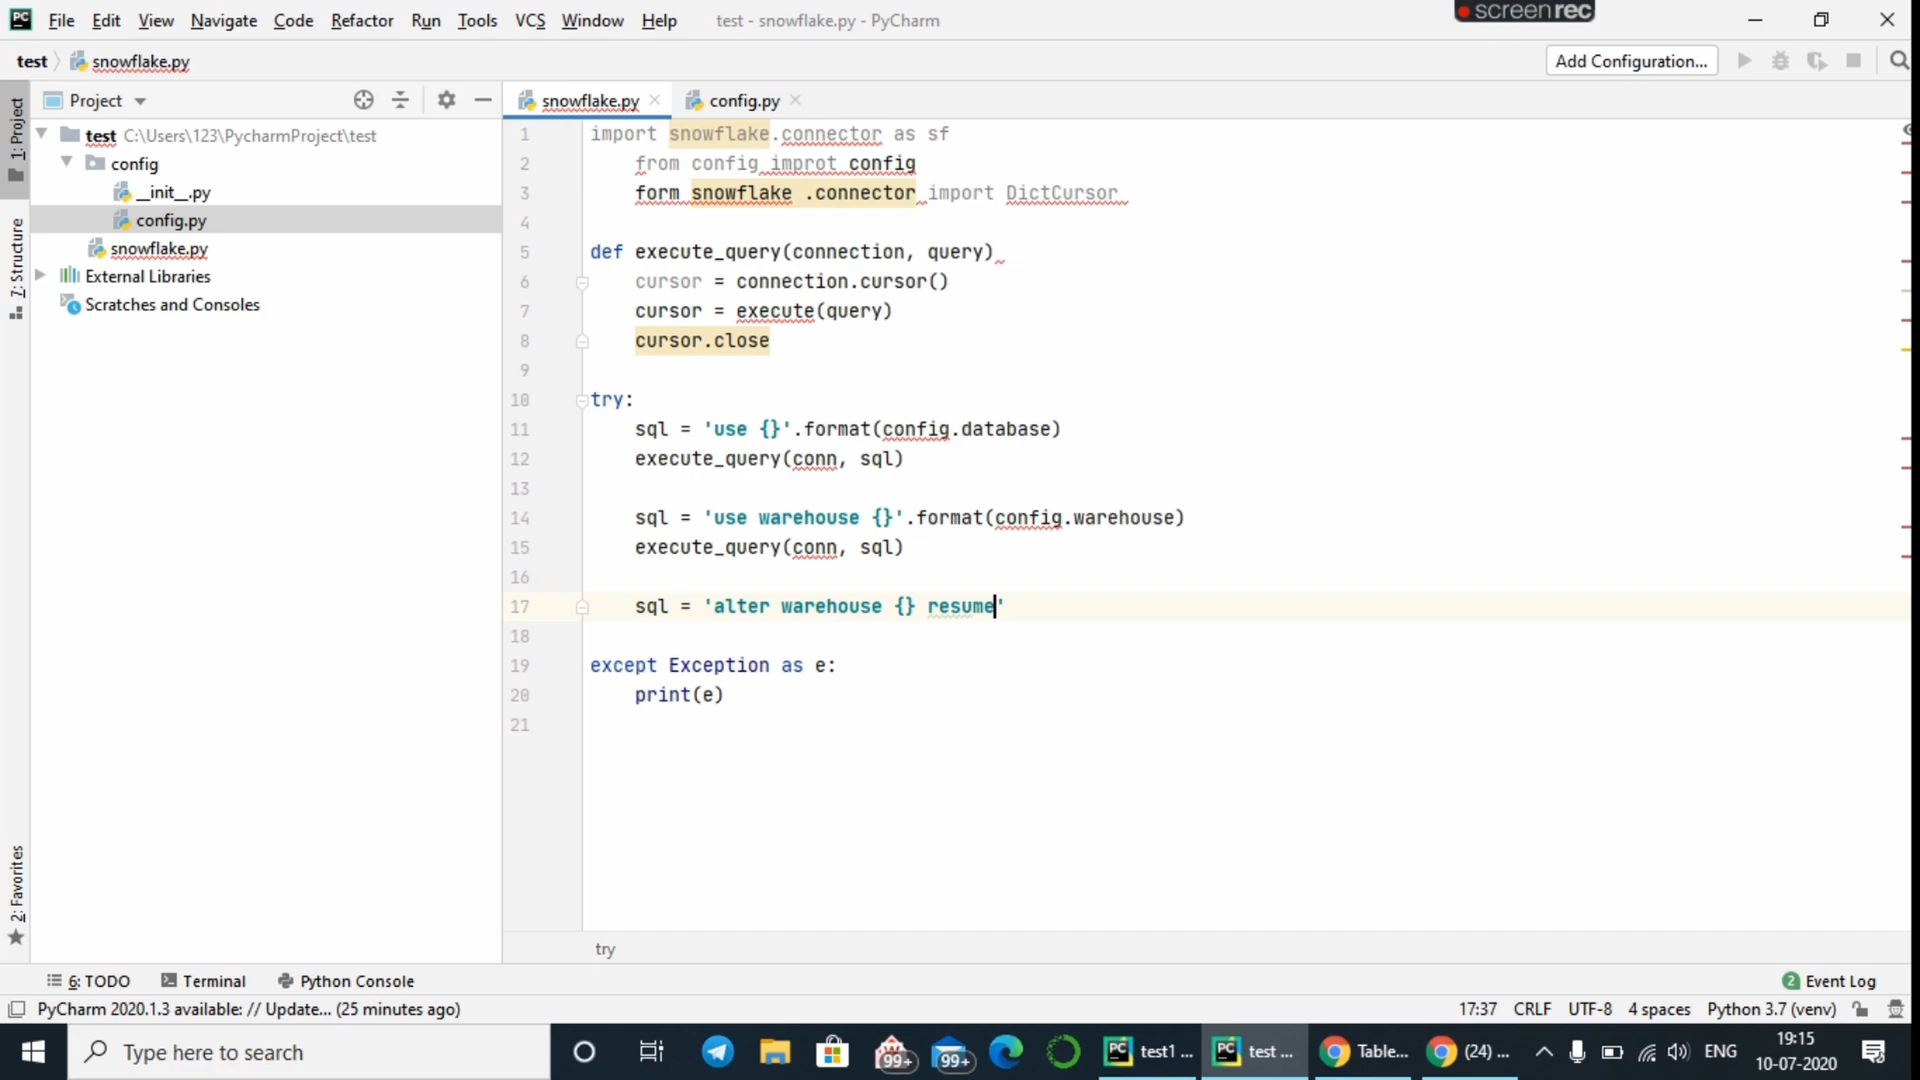 PC File Edit View Navigate Code Refactor Run Tools VCS Window Help test - snowflake.py - PyCharm screenrec
test snowflake.py Add Configuration...
1: Project
7: Structure
2: Favorites
Project
test C:\Users\123\PycharmProject\test
config
__init__.py
config.py
snowflake.py
External Libraries
Scratches and Consoles
snowflake.py config.py
1 import snowflake.connector as sf
2 from config improt config
3 form snowflake .connector import DictCursor
4
5 def execute_query(connection, query)
6 cursor = connection.cursor()
7 cursor = execute(query)
8 cursor.close
9
10 try:
11 sql = 'use {}'.format(config.database)
12 execute_query(conn, sql)
13
14 sql = 'use warehouse {}'.format(config.warehouse)
15 execute_query(conn, sql)
16
17 sql = 'alter warehouse {} resume'
18
19 except Exception as e:
20 print(e)
21
try
6: TODO Terminal Python Console 2 Event Log
PyCharm 2020.1.3 available: // Update... (25 minutes ago) 17:37 CRLF UTF-8 4 spaces Python 3.7 (venv)
Type here to search 99+ 99+ PC test1 ... PC test ... Table... (24) ... ENG 19:15
10-07-2020